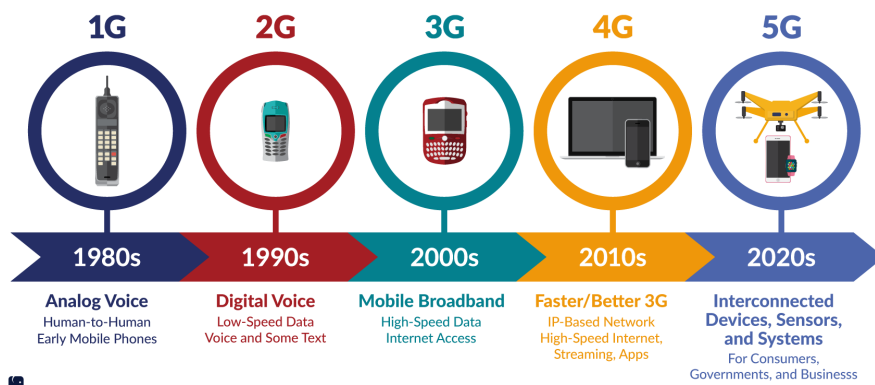 1G
2G
3G
4G
5G
1980s
1990s
2000s
2010s
2020s
Analog Voice
Human-to-Human
Early Mobile Phones
Digital Voice
Low-Speed Data
Voice and Some Text
Mobile Broadband
High-Speed Data
Internet Access
Faster/Better 3G
IP-Based Network
High-Speed Internet,
Streaming, Apps
Interconnected
Devices, Sensors,
and Systems
For Consumers,
Governments, and Businesss